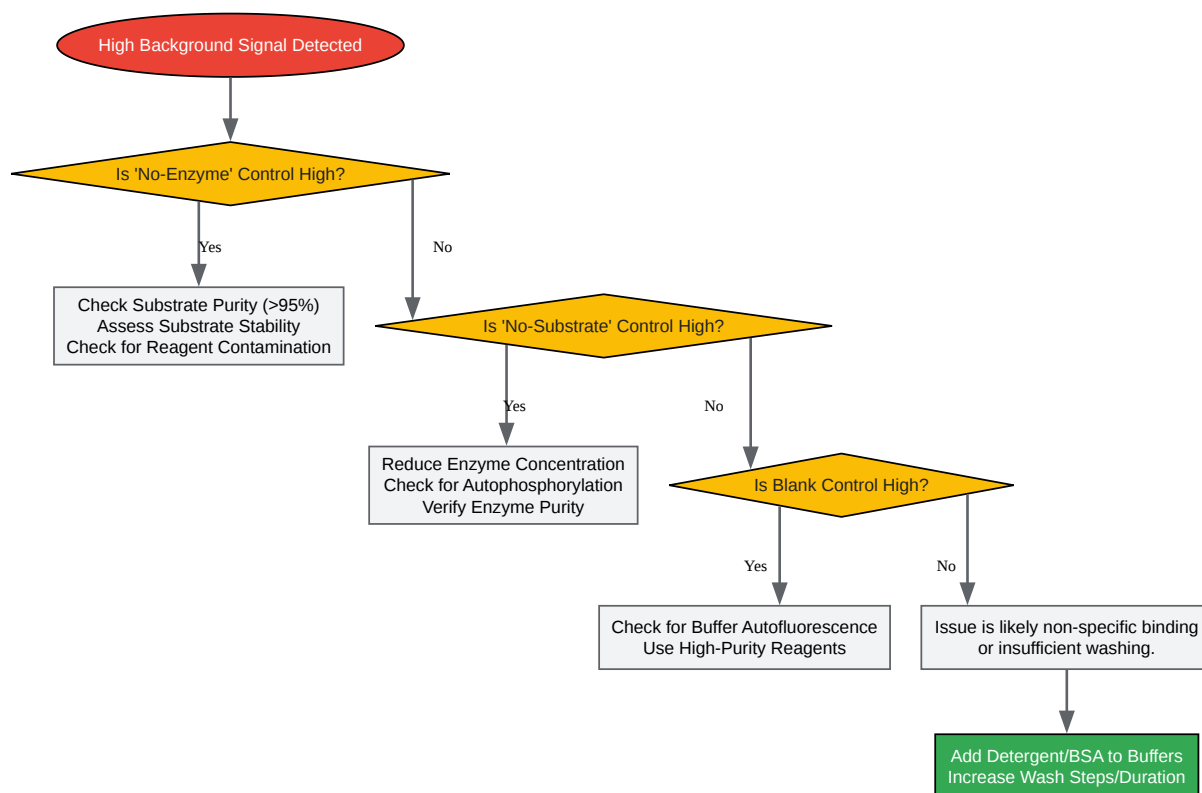 High Background Signal Detected
Is 'No-Enzyme' Control High?
Yes
No
Check Substrate Purity (>95%)
Assess Substrate Stability
Check for Reagent Contamination
Is 'No-Substrate' Control High?
Yes
No
Reduce Enzyme Concentration
Check for Autophosphorylation
Verify Enzyme Purity
Is Blank Control High?
Yes
No
Check for Buffer Autofluorescence
Use High-Purity Reagents
Issue is likely non-specific binding
or insufficient washing.
Add Detergent/BSA to Buffers
Increase Wash Steps/Duration